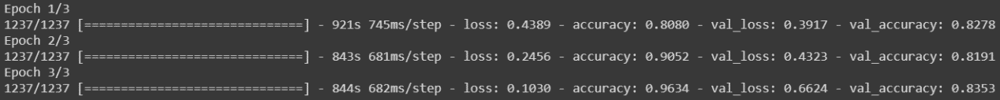 Epoch 1/3
1237/1237 [==============================] - 921s 745ms/step - loss: 0.4389 - accuracy: 0.8080 - val_loss: 0.3917 - val_accuracy: 0.8278
Epoch 2/3
1237/1237 [==============================] - 843s 681ms/step - loss: 0.2456 - accuracy: 0.9052 - val_loss: 0.4323 - val_accuracy: 0.8191
Epoch 3/3
1237/1237 [==============================] - 844s 682ms/step - loss: 0.1030 - accuracy: 0.9634 - val_loss: 0.6624 - val_accuracy: 0.8353